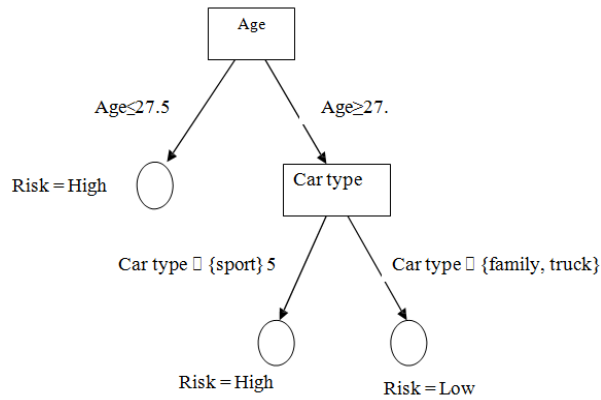 Age
Age≤27.5
Age≥27.
Risk = High
Car type
Car type ▯ {sport} 5
Car type ▯ {family, truck}
Risk = High
Risk = Low